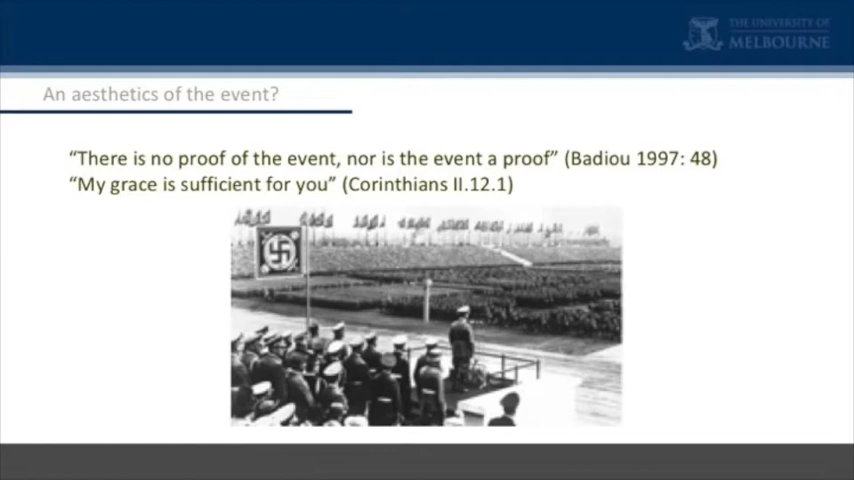 THE UNIVERSITY OF
MELBOURNE
An aesthetics of the event?
“There is no proof of the event, nor is the event a proof” (Badiou 1997: 48)
“My grace is sufficient for you” (Corinthians II.12.1)